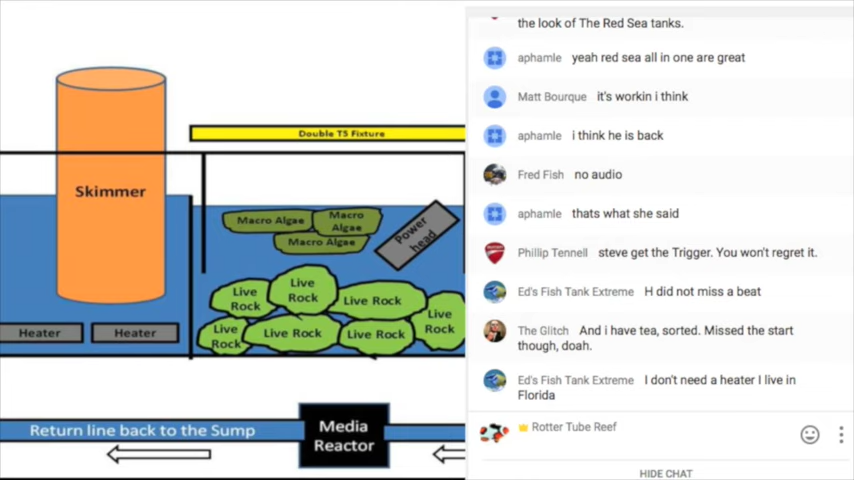 Double T5 Fixture
Skimmer
Macro Algae
Macro
Algae
Macro Algae
Power
head
Live
Rock
Live
Rock
Live Rock
Live
Rock
Live
Rock
Live Rock
Live Rock
Heater
Heater
Return line back to the Sump
Media
Reactor
the look of The Red Sea tanks.
aphamle yeah red sea all in one are great
Matt Bourque it's workin i think
aphamle i think he is back
Fred Fish no audio
aphamle thats what she said
Phillip Tennell steve get the Trigger. You won't regret it.
Ed's Fish Tank Extreme H did not miss a beat
The Glitch And i have tea, sorted. Missed the start
though, doah.
Ed's Fish Tank Extreme I don't need a heater I live in
Florida
Rotter Tube Reef
HIDE CHAT